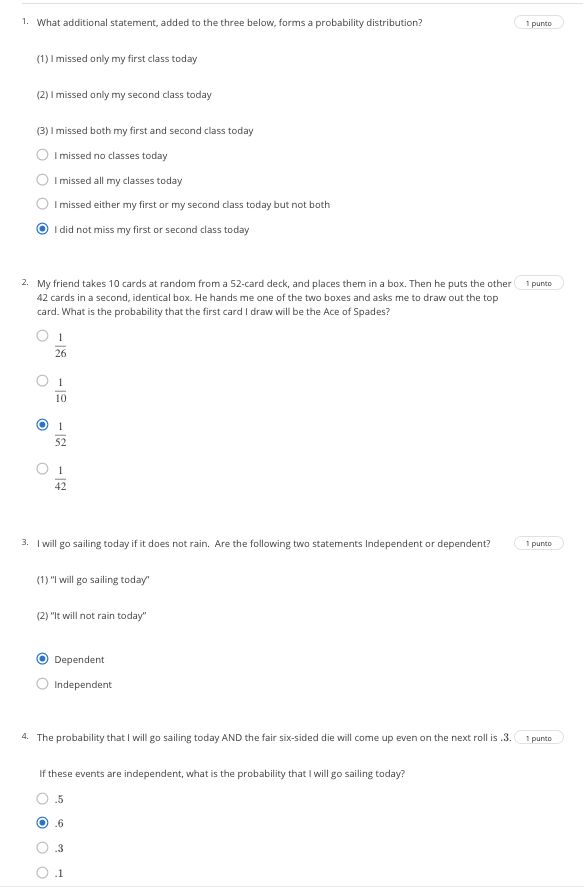 1. What additional statement, added to the three below, forms a probability distribution? 1 punto
(1) I missed only my first class today
(2) I missed only my second class today
(3) I missed both my first and second class today
I missed no classes today
I missed all my classes today
I missed either my first or my second class today but not both
I did not miss my first or second class today
2. My friend takes 10 cards at random from a 52-card deck, and places them in a box. Then he puts the other 1 punto
42 cards in a second, identical box. He hands me one of the two boxes and asks me to draw out the top
card. What is the probability that the first card I draw will be the Ace of Spades?
1
26
1
10
1
52
1
42
3. I will go sailing today if it does not rain. Are the following two statements Independent or dependent? 1 punto
(1) "I will go sailing today"
(2) "It will not rain today"
Dependent
Independent
4. The probability that I will go sailing today AND the fair six-sided die will come up even on the next roll is .3. 1 punto
If these events are independent, what is the probability that I will go sailing today?
.5
.6
.3
.1